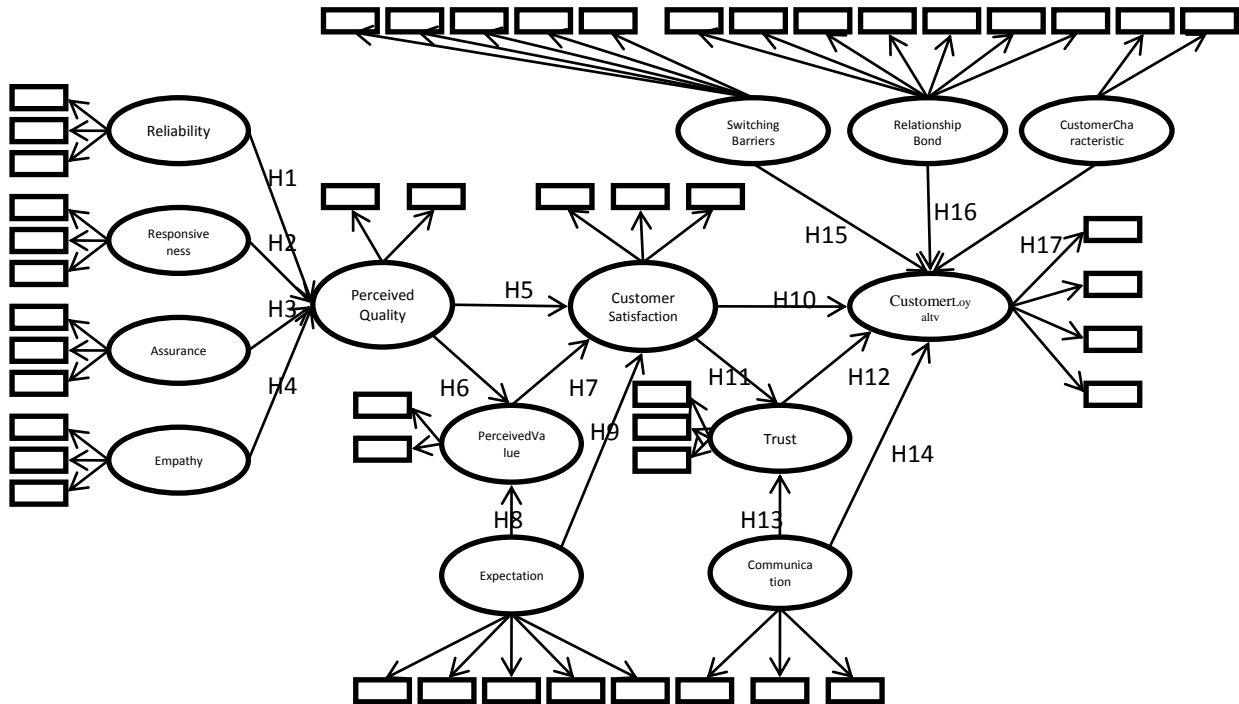 Switching
Barriers
Relationship
Bond
CustomerCha
racteristic
Reliability
H1
Responsive
ness
H2
H15
H16
H17
Perceived
Quality
H5
Customer
Satisfaction
H10
CustomerLoy
alty
H3
Assurance
H4
H6
H7
H11
H12
H9
PerceivedVa
lue
Trust
H14
Empathy
H8
H13
Expectation
Communica
tion